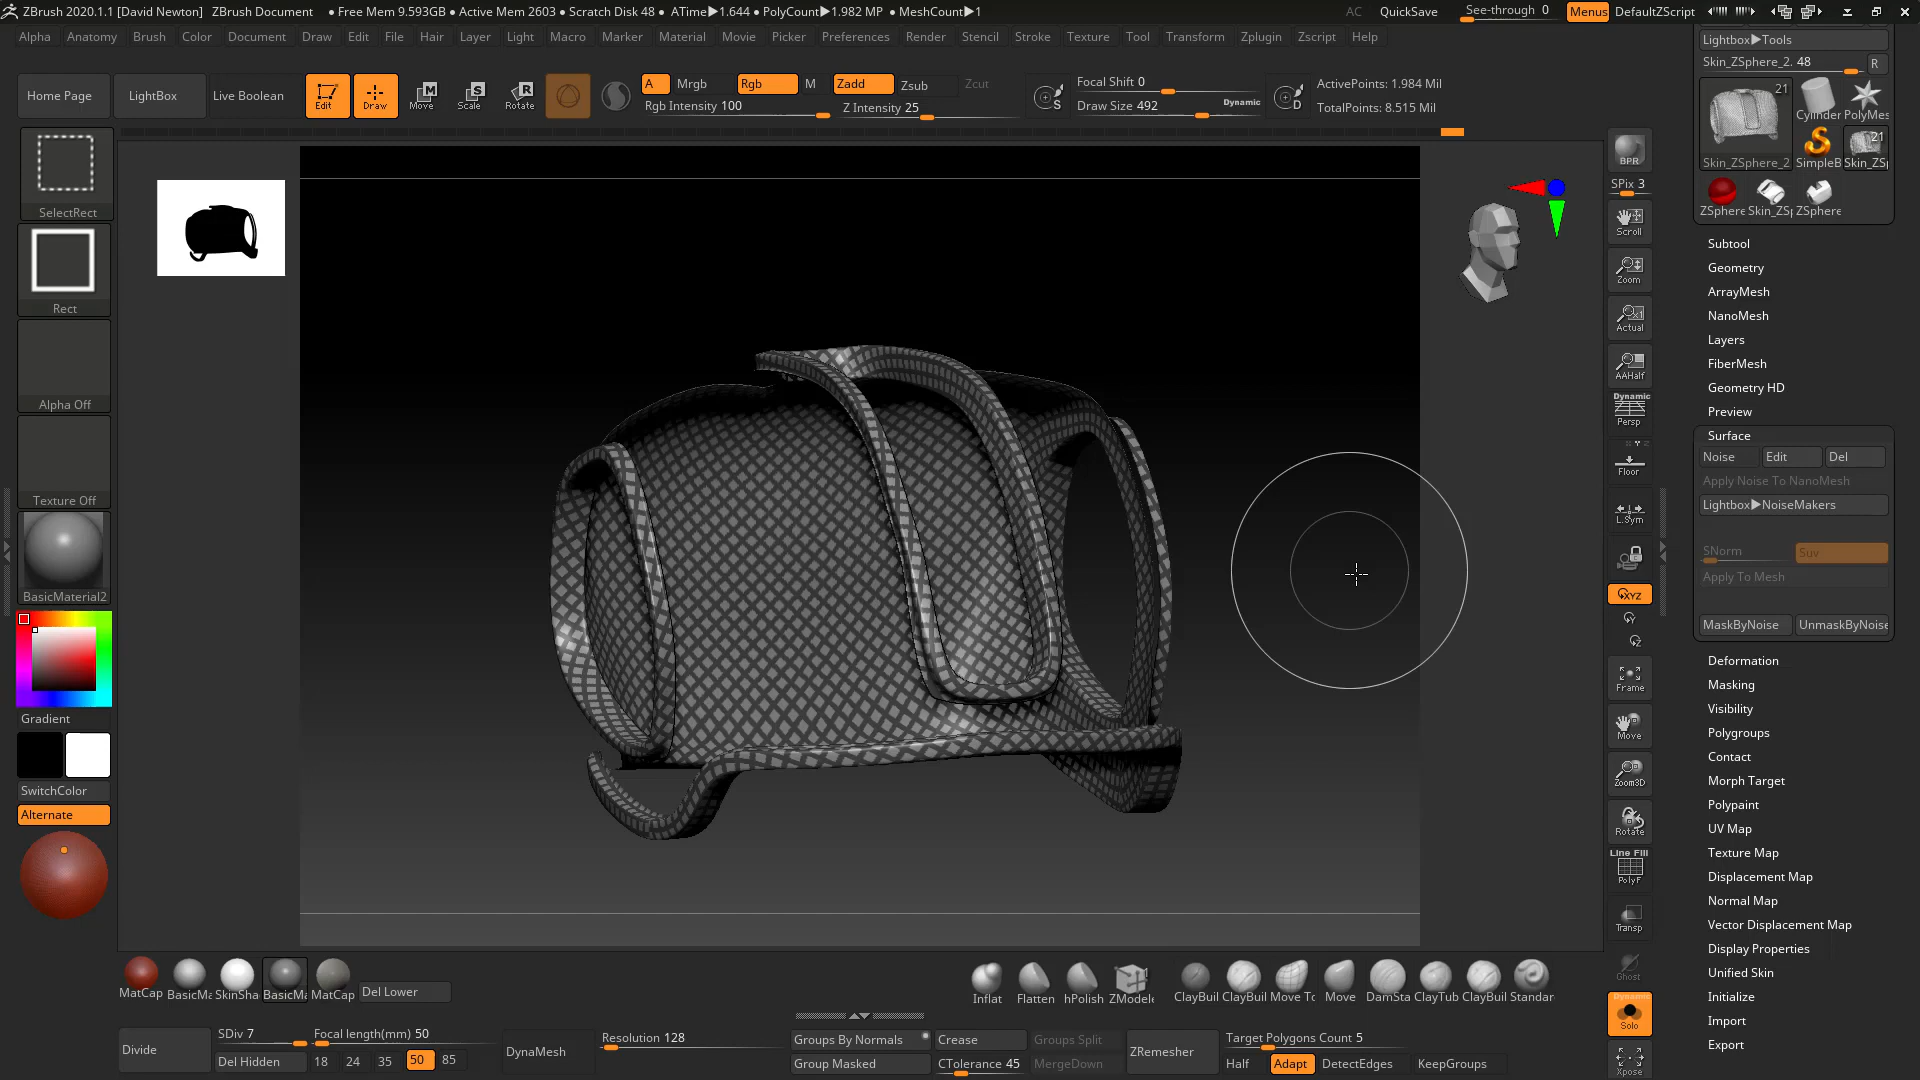 ZBrush 2020.1.1 [David Newton] ZBrush Document ● Free Mem 9.593GB ● Active Mem 2603 ● Scratch Disk 48 ● ATime▶1.644 ● PolyCount▶1.982 MP ● MeshCount▶1 AC QuickSave See-through 0 Menus DefaultZScript
Alpha Anatomy Brush Color Document Draw Edit File Hair Layer Light Macro Marker Material Movie Picker Preferences Render Stencil Stroke Texture Tool Transform Zplugin Zscript Help
Home Page LightBox Live Boolean Edit Draw Move Scale Rotate
A Mrgb Rgb M Zadd Zsub Zcut
Rgb Intensity 100 Z Intensity 25
Focal Shift 0
Draw Size 492 Dynamic
ActivePoints: 1.984 Mil
TotalPoints: 8.515 Mil
SelectRect
Rect
Alpha Off
Texture Off
BasicMaterial2
Gradient
SwitchColor
Alternate
BPR
SPix 3
Scroll
Zoom
Actual
AAHalf
Dynamic
Persp
Floor
L.Sym
XYZ
Frame
Move
Zoom3D
Rotate
Line Fill
PolyF
Transp
Ghost
Dynamic
Solo
Xpose
Lightbox▶Tools
Skin_ZSphere_2. 48 R
21
Skin_ZSphere_2
Cylinder PolyMes
21
SimpleB Skin_ZSp
ZSphere Skin_ZSp ZSphere
Subtool
Geometry
ArrayMesh
NanoMesh
Layers
FiberMesh
Geometry HD
Preview
Surface
Noise Edit Del
Apply Noise To NanoMesh
Lightbox▶NoiseMakers
SNorm Suv
Apply To Mesh
MaskByNoise UnmaskByNoise
Deformation
Masking
Visibility
Polygroups
Contact
Morph Target
Polypaint
UV Map
Texture Map
Displacement Map
Normal Map
Vector Displacement Map
Display Properties
Unified Skin
Initialize
Import
Export
MatCap BasicMa SkinSha BasicMa MatCap Del Lower
Inflat Flatten hPolish ZModele ClayBuil ClayBuil Move To Move DamSta ClayTub ClayBuil Standar
Divide
SDiv 7
Del Hidden
Focal length(mm) 50
18 24 35 50 85
DynaMesh
Resolution 128
Groups By Normals
Group Masked
Crease
CTolerance 45
Groups Split
MergeDown
ZRemesher
Target Polygons Count 5
Half Adapt DetectEdges KeepGroups